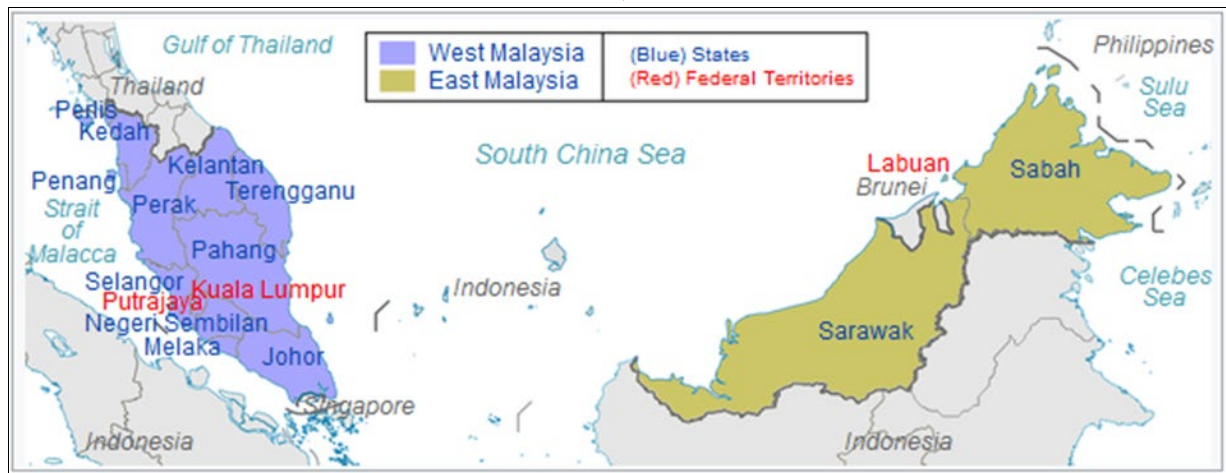 Gulf of Thailand
West Malaysia
East Malaysia
(Blue) States
(Red) Federal Territories
Philippines
Sulu
Sea
Thailand
Perlis
Kedah
Kelantan
Terengganu
Penang
Perak
Strait
of
Malacca
Pahang
Selangor
Kuala Lumpur
Putrajaya
Negeri Sembilan
Melaka
Johor
Singapore
Indonesia
South China Sea
Indonesia
Labuan
Brunei
Sabah
Sarawak
Celebes
Sea
Indonesia